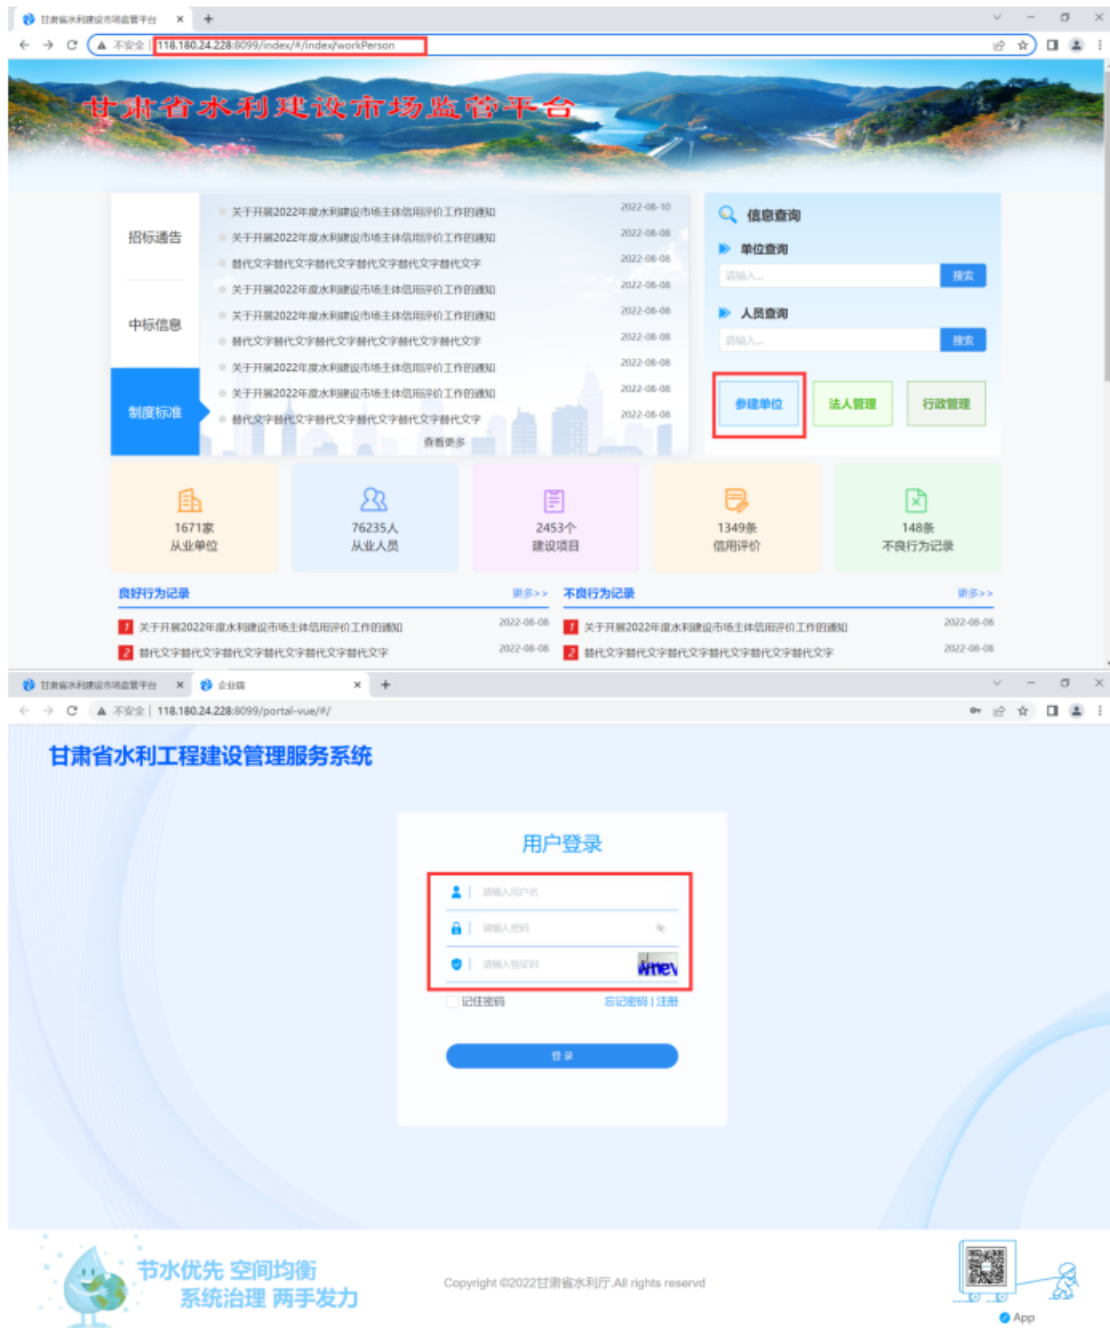 甘肃省水利建设市场监管平台
不安全 | 118.180.24.228:8099/index/#/index/workPerson
甘肃省水利建设市场监管平台
招标通告
中标信息
制度标准
关于开展2022年度水利建设市场主体信用评价工作的通知 2022-08-10
关于开展2022年度水利建设市场主体信用评价工作的通知 2022-08-08
替代文字替代文字替代文字替代文字替代文字 2022-08-08
关于开展2022年度水利建设市场主体信用评价工作的通知 2022-08-08
关于开展2022年度水利建设市场主体信用评价工作的通知 2022-08-08
替代文字替代文字替代文字替代文字替代文字 2022-08-08
关于开展2022年度水利建设市场主体信用评价工作的通知 2022-08-08
关于开展2022年度水利建设市场主体信用评价工作的通知 2022-08-08
替代文字替代文字替代文字替代文字替代文字 2022-08-08
查看更多
信息查询
单位查询
请输入... 搜索
人员查询
请输入... 搜索
参建单位 法人管理 行政管理
1671家 76235人 2453个 1349条 148条
从业单位 从业人员 建设项目 信用评价 不良行为记录
良好行为记录 更多>> 不良行为记录 更多>>
1 关于开展2022年度水利建设市场主体信用评价工作的通知 2022-08-08 1 关于开展2022年度水利建设市场主体信用评价工作的通知 2022-08-08
2 替代文字替代文字替代文字替代文字替代文字 2022-08-08 2 替代文字替代文字替代文字替代文字替代文字 2022-08-08
甘肃省水利建设市场监管平台 企业端
不安全 | 118.180.24.228:8099/portal-vue/#/
甘肃省水利工程建设管理服务系统
用户登录
请输入用户名
请输入密码
请输入验证码
记住密码 忘记密码 | 注册
登录
节水优先 空间均衡
系统治理 两手发力
Copyright ©2022甘肃省水利厅.All rights reservd
App